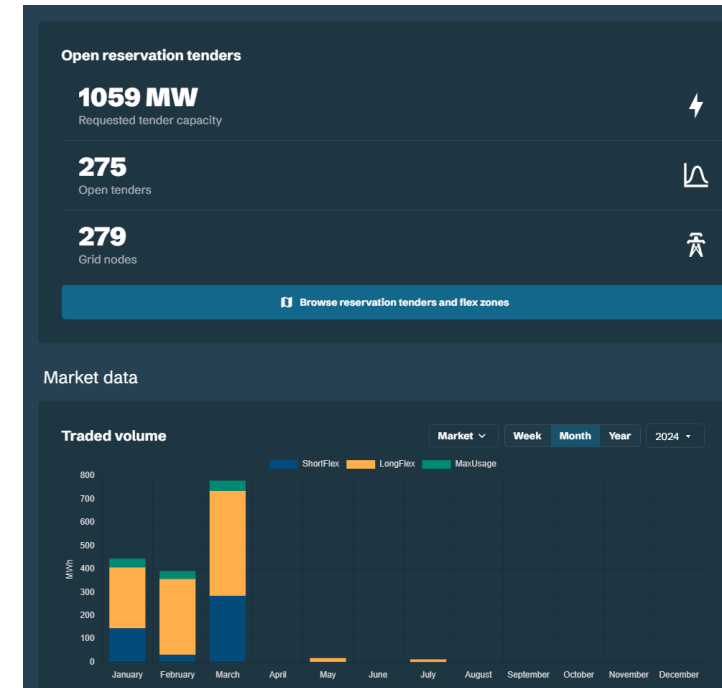 Open reservation tenders
1059 MW
Requested tender capacity
275
Open tenders
279
Grid nodes
Browse reservation tenders and flex zones
Market data
Traded volume
Market
Week
Month
Year
2024
ShortFlex
LongFlex
MaxUsage
800
700
600
500
400
300
200
100
0
MWh
January
February
March
April
May
June
July
August
September
October
November
December